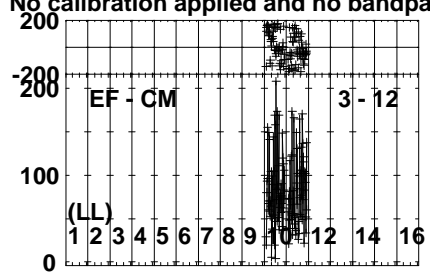 No calibration applied and no bandpa
200
-200
200
EF - CM 3 - 12
100
(LL)
1 2 3 4 5 6 7 8 9 10 12 14 16
0